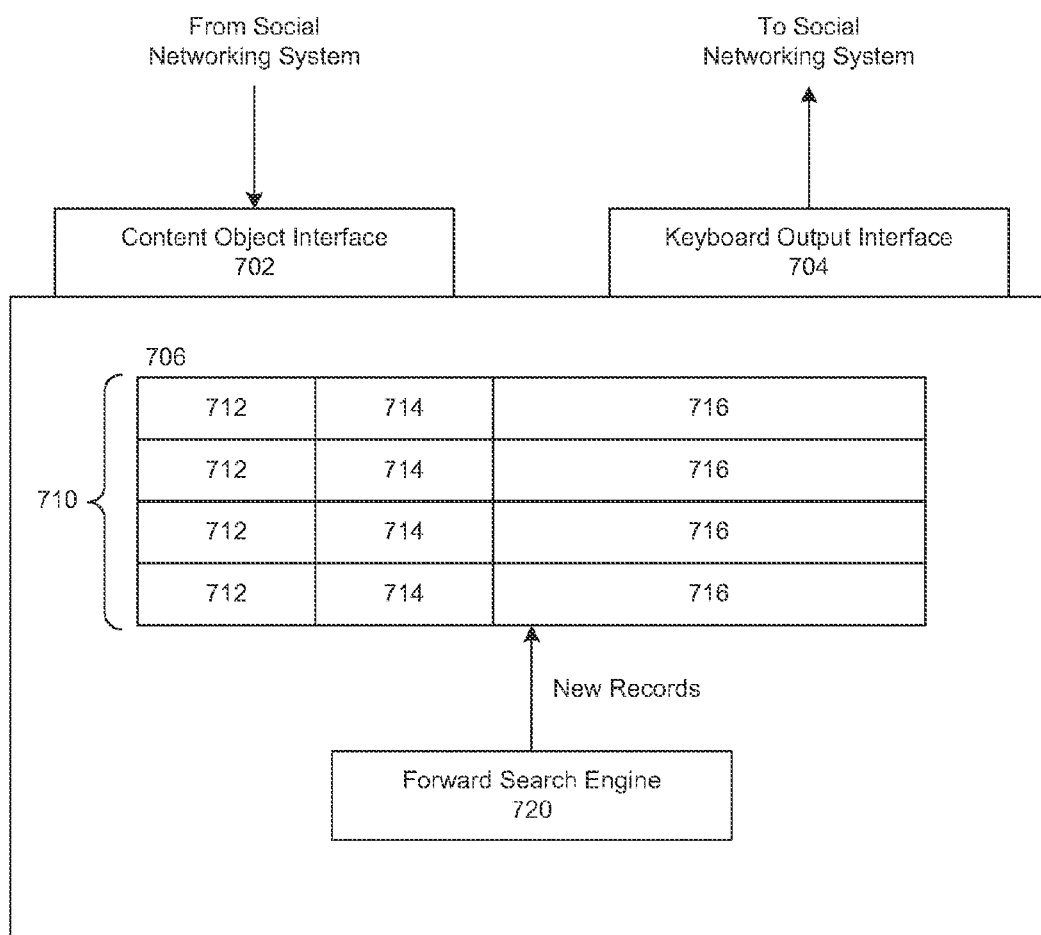 From Social
Networking System
To Social
Networking System
Content Object Interface
702
Keyboard Output Interface
704
706
712 714 716
712 714 716
710
712 714 716
712 714 716
New Records
Forward Search Engine
720